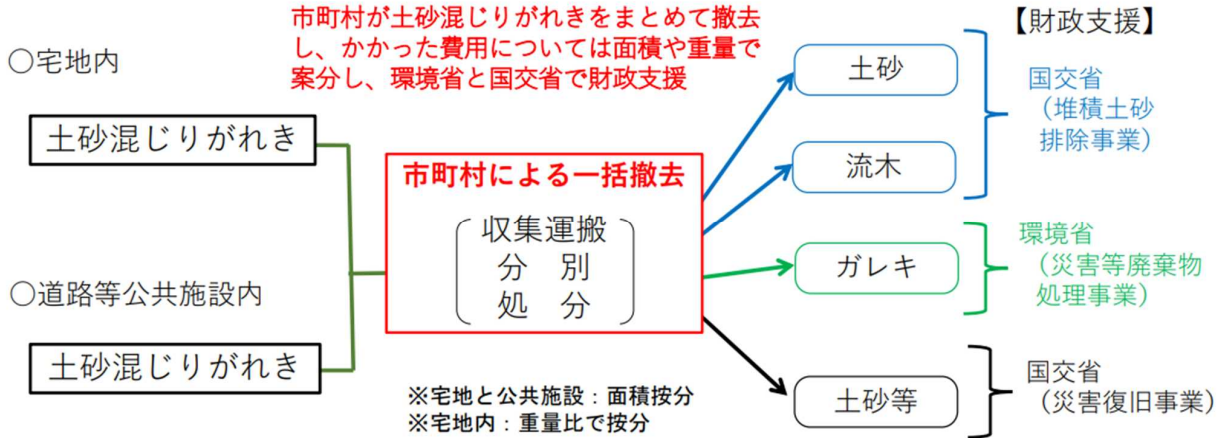 市町村が土砂混じりがれきをまとめて撤去
し、かかった費用については面積や重量で
案分し、環境省と国交省で財政支援
【財政支援】
○宅地内
土砂混じりがれき
○道路等公共施設内
土砂混じりがれき
市町村による一括撤去
収集運搬
分　別
処　分
※宅地と公共施設：面積按分
※宅地内：重量比で按分
土砂
流木
国交省
（堆積土砂
排除事業）
ガレキ
環境省
（災害等廃棄物
処理事業）
土砂等
国交省
（災害復旧事業）